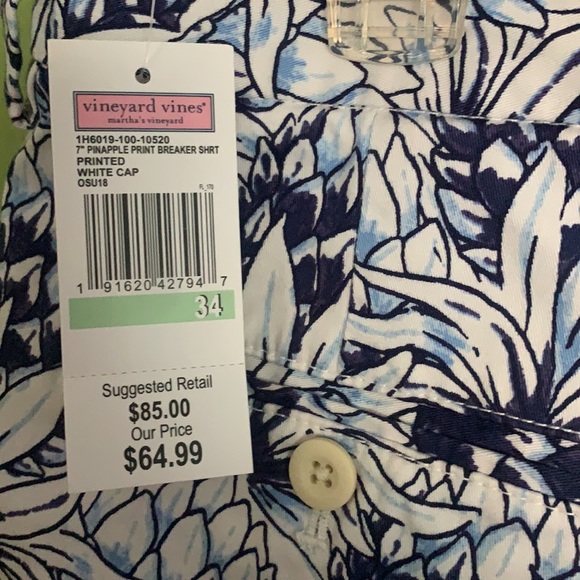 vineyard vines®
martha's vineyard
1H6019-100-10520
7" PINAPPLE PRINT BREAKER SHRT
PRINTED
WHITE CAP
OSU18
FL_170
1 91620 42794 7
34
Suggested Retail
$85.00
Our Price
$64.99